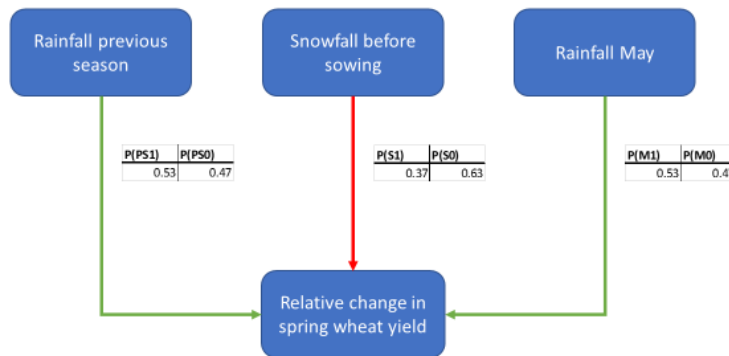 Rainfall previous
season
Snowfall before
sowing
Rainfall May
P(PS1) P(PS0)
0.53 0.47
P(S1) P(S0)
0.37 0.63
P(M1) P(M0)
0.53
Relative change in
spring wheat yield